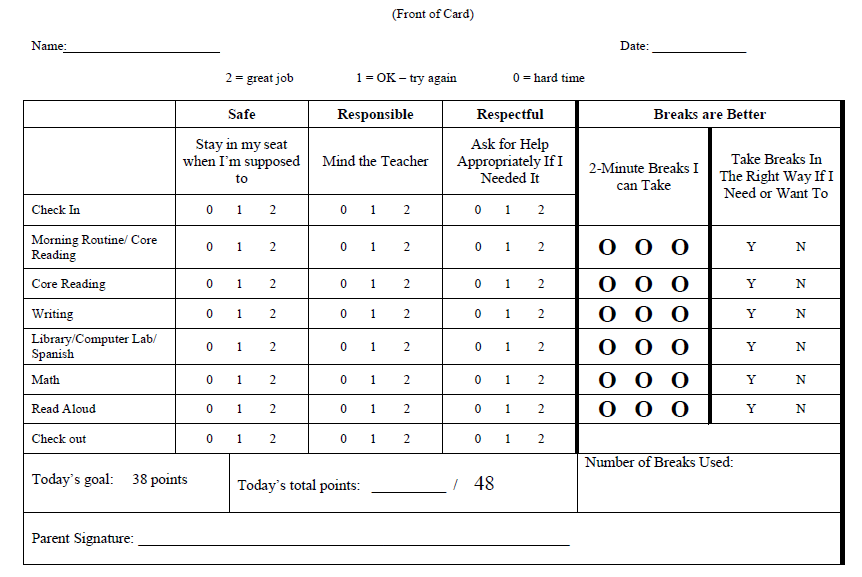 (Front of Card)
Name:____________________ Date: ____________
2 = great job 1 = OK – try again 0 = hard time
Safe Responsible Respectful Breaks are Better
Stay in my seat
when I’m supposed
to
Mind the Teacher
Ask for Help
Appropriately If I
Needed It
2-Minute Breaks I
can Take
Take Breaks In
The Right Way If I
Need or Want To
Check In 0 1 2 0 1 2 0 1 2
Morning Routine/ Core
Reading
0 1 2 0 1 2 0 1 2 O O O Y N
Core Reading 0 1 2 0 1 2 0 1 2 O O O Y N
Writing 0 1 2 0 1 2 0 1 2 O O O Y N
Library/Computer Lab/
Spanish
0 1 2 0 1 2 0 1 2 O O O Y N
Math 0 1 2 0 1 2 0 1 2 O O O Y N
Read Aloud 0 1 2 0 1 2 0 1 2 O O O Y N
Check out 0 1 2 0 1 2 0 1 2
Today’s goal: 38 points
Today’s total points: __________ / 48
Number of Breaks Used:
Parent Signature: ____________________